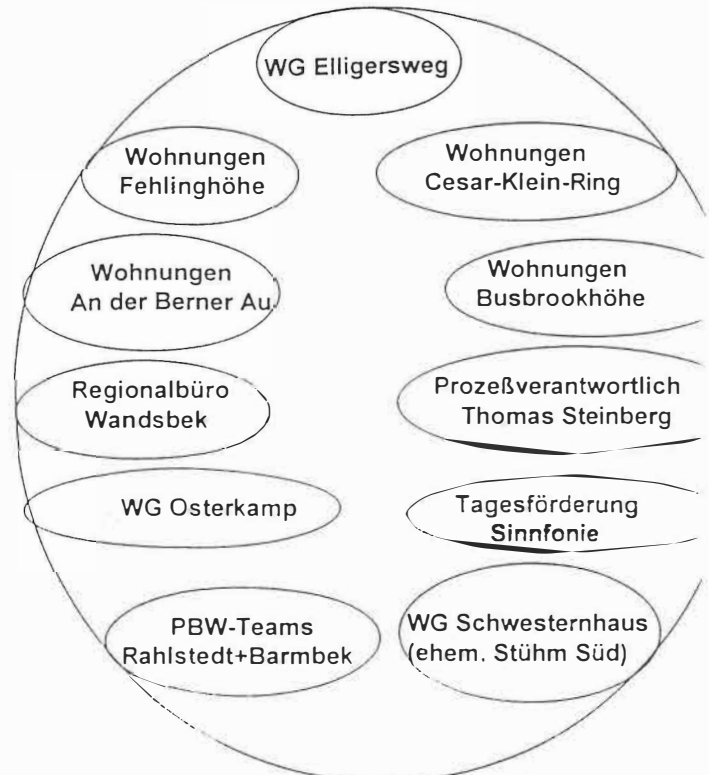 WG Elligersweg
Wohnungen
Fehlinghöhe
Wohnungen
Cesar-Klein-Ring
Wohnungen
An der Berner Au
Wohnungen
Busbrookhöhe
Regionalbüro
Wandsbek
Prozeßverantwortlich
Thomas Steinberg
WG Osterkamp
Tagesförderung
Sinnfonie
PBW-Teams
Rahlstedt+Barmbek
WG Schwesternhaus
(ehem. Stühm Süd)